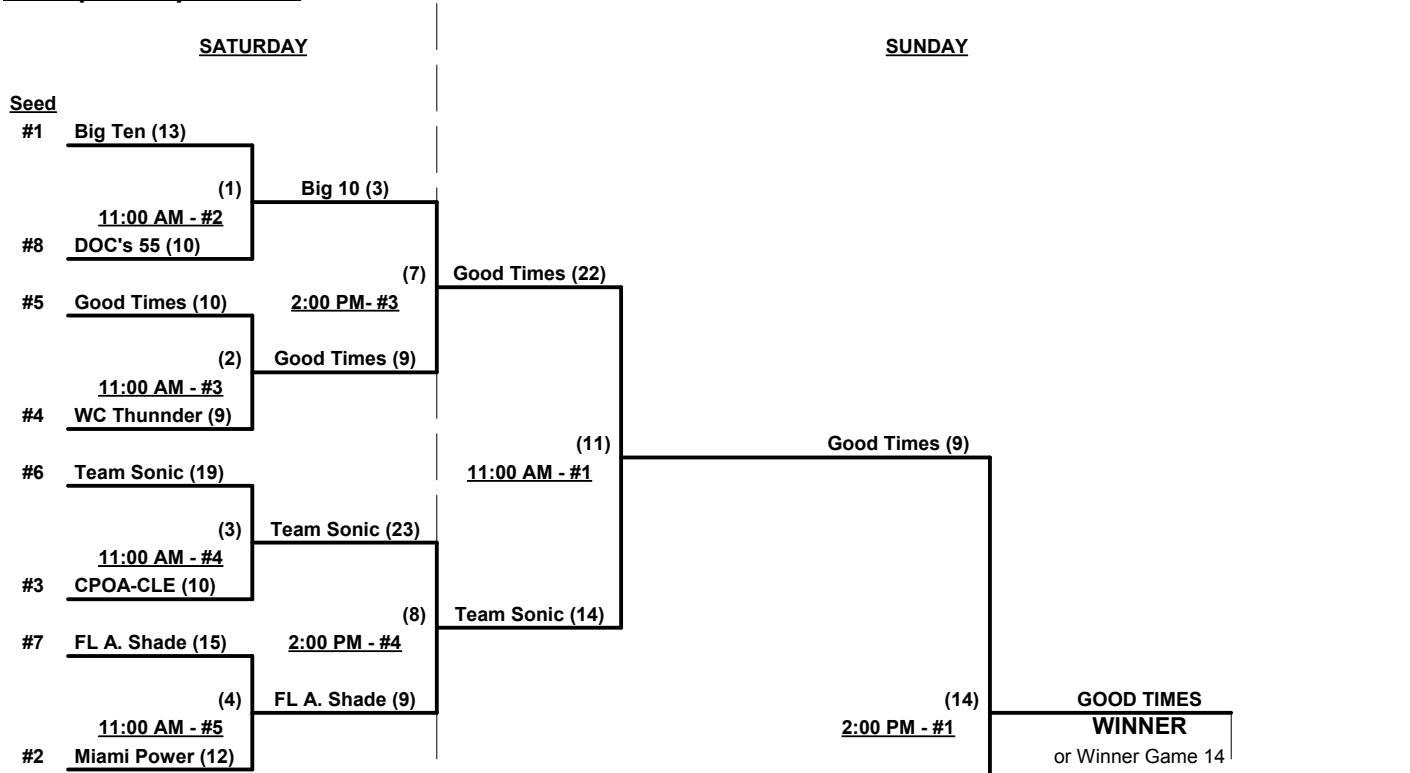 SATURDAY
SUNDAY
Seed
#1 Big Ten (13)
(1) Big 10 (3)
11:00 AM - #2
#8 DOC's 55 (10)
(7) Good Times (22)
#5 Good Times (10) 2:00 PM- #3
(2) Good Times (9)
11:00 AM - #3
#4 WC Thunnder (9)
(11) Good Times (9)
#6 Team Sonic (19) 11:00 AM - #1
(3) Team Sonic (23)
11:00 AM - #4
#3 CPOA-CLE (10)
(8) Team Sonic (14)
#7 FL A. Shade (15) 2:00 PM - #4
(4) FL A. Shade (9) (14) GOOD TIMES
11:00 AM - #5 2:00 PM - #1 WINNER
#2 Miami Power (12) or Winner Game 14